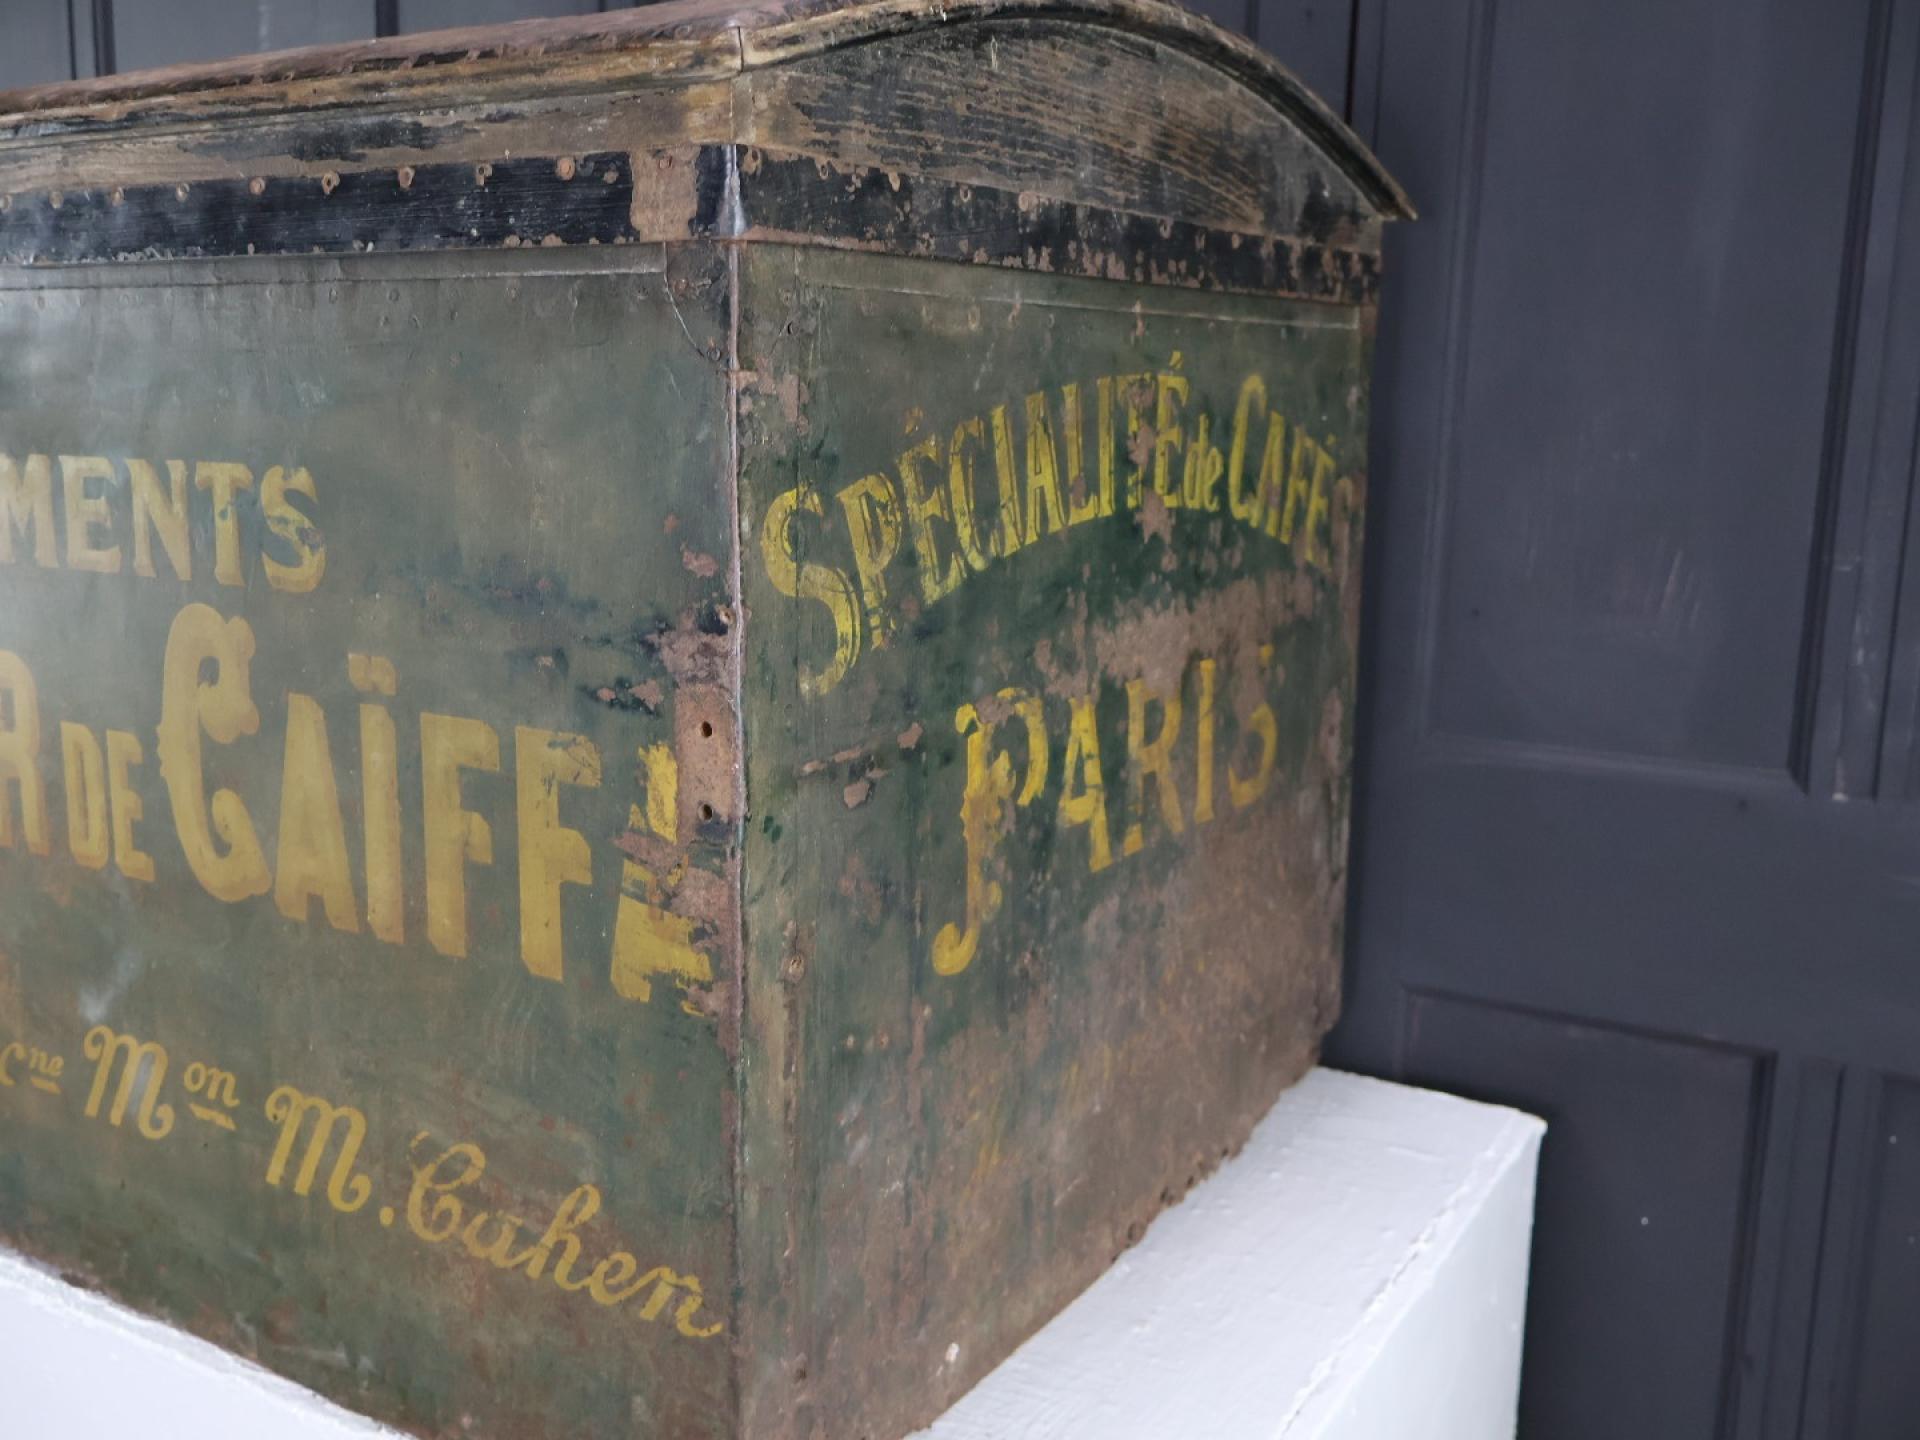 MENTS
R DE CAÏFFA
cne Mon M. Cahen
SPÉCIALITÉ de CAFÉS
PARIS